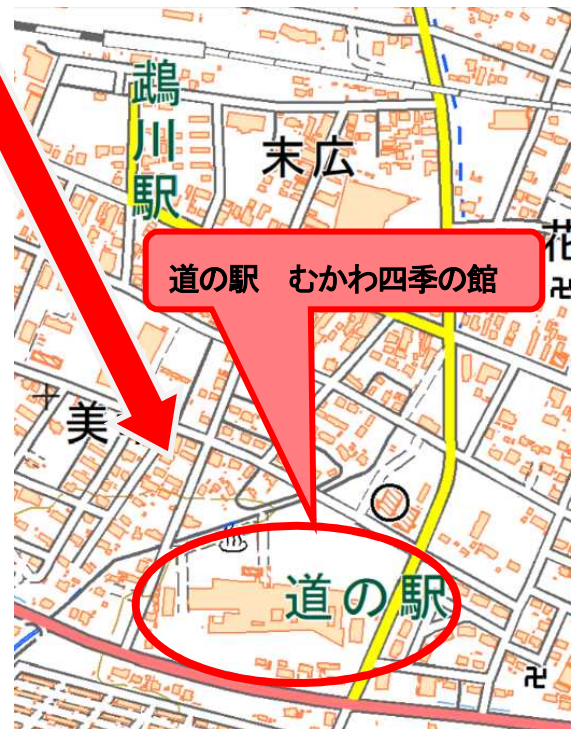 鵡川駅
末広
花
道の駅 むかわ四季の館
美
道の駅